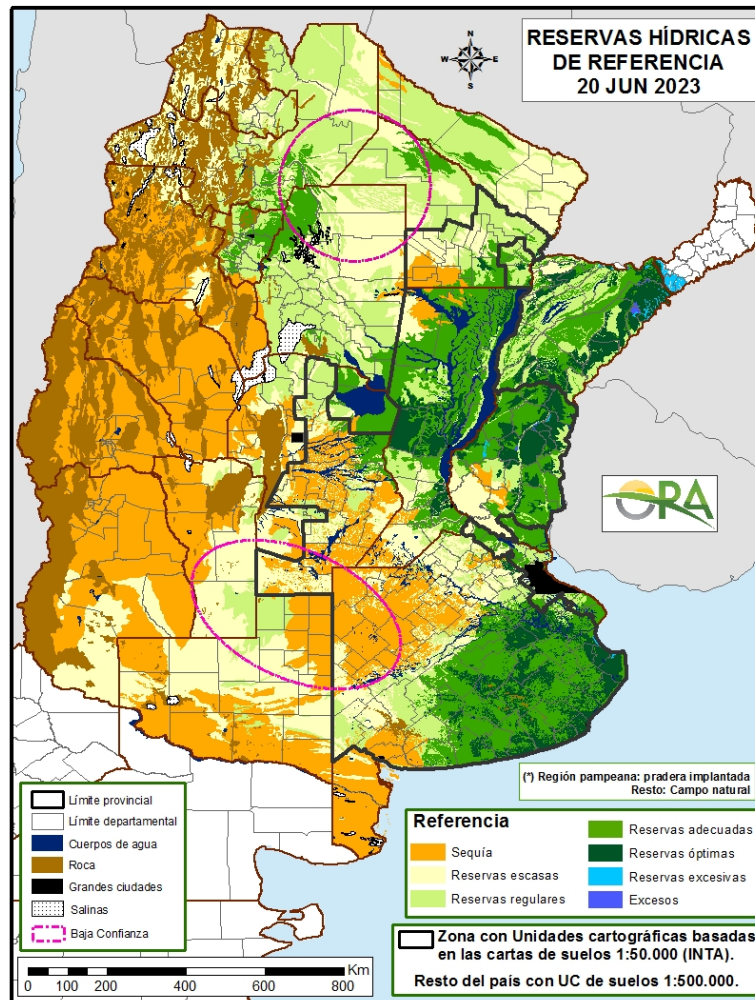 RESERVAS HÍDRICAS
DE REFERENCIA
20 JUN 2023
N
W
E
S
ORA
(*) Región pampeana: pradera implantada
Resto: Campo natural
Límite provincial
Límite departamental
Cuerpos de agua
Roca
Grandes ciudades
Salinas
Baja Confianza
Referencia
Sequía
Reservas escasas
Reservas regulares
Reservas adecuadas
Reservas óptimas
Reservas excesivas
Excesos
Zona con Unidades cartográficas basadas
en las cartas de suelos 1:50.000 (INTA).
Resto del país con UC de suelos 1:500.000.
Km
0 100 200 400 600 800